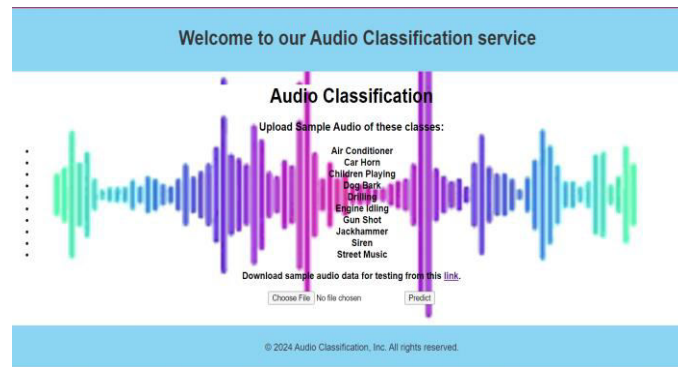 Welcome to our Audio Classification service
Audio Classification
Upload Sample Audio of these classes:
Air Conditioner
Car Horn
Children Playing
Dog Bark
Drilling
Engine Idling
Gun Shot
Jackhammer
Siren
Street Music
Download sample audio data for testing from this link.
Choose File No file chosen Predict
© 2024 Audio Classification, Inc. All rights reserved.